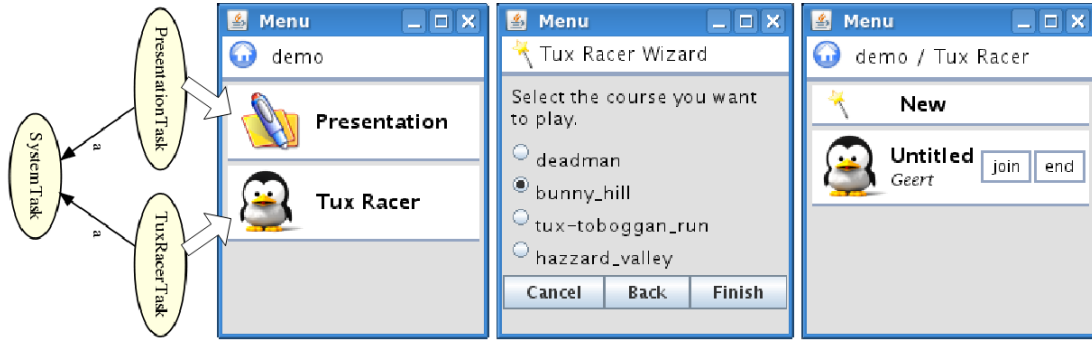 PresentationTask
a
SystemTask
a
TuxRacerTask
Menu
demo
Presentation
Tux Racer
Menu
Tux Racer Wizard
Select the course you want
to play.
deadman
bunny_hill
tux-toboggan_run
hazzard_valley
Cancel Back Finish
Menu
demo / Tux Racer
New
Untitled
Geert
join end